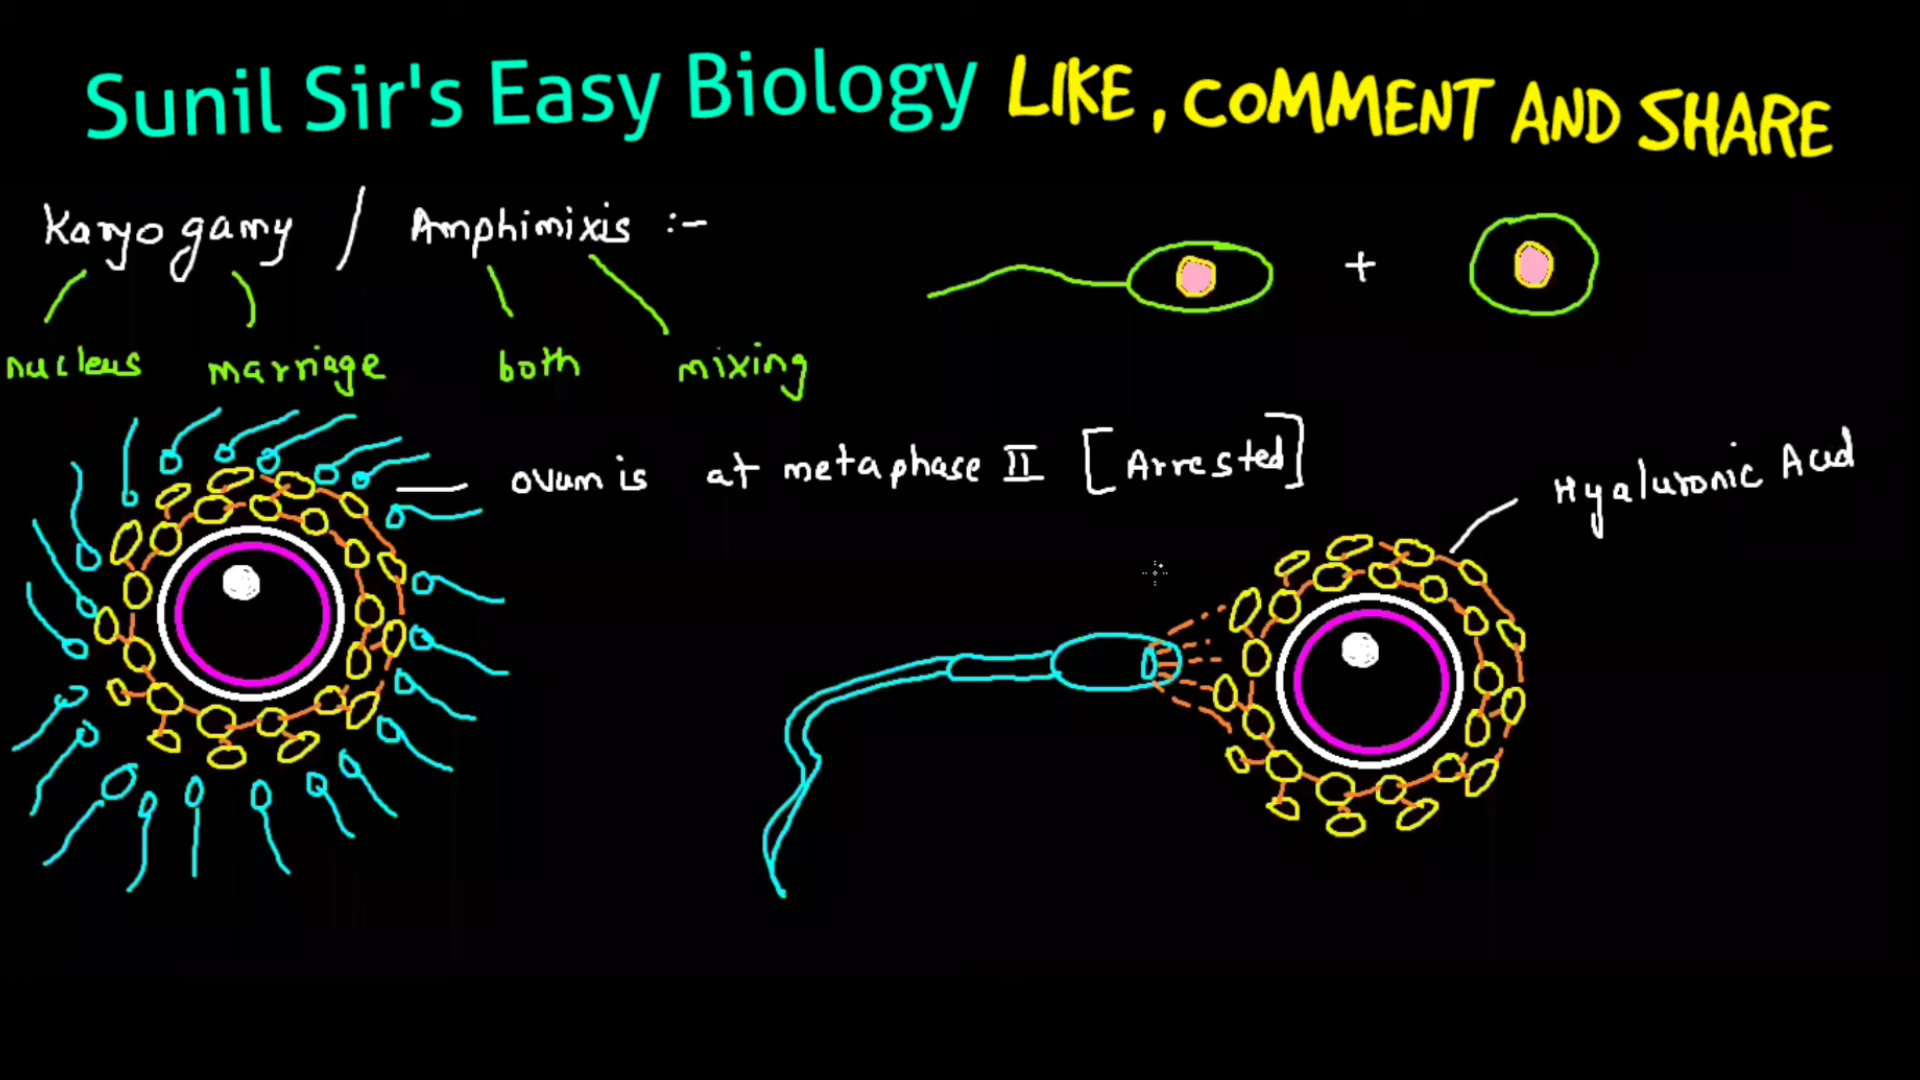 Sunil Sir's Easy Biology LIKE, COMMENT AND SHARE
Karyogamy / Amphimixis :-
+
nucleus marriage both mixing
ovum is at metaphase II [Arrested]
Hyaluronic Acid